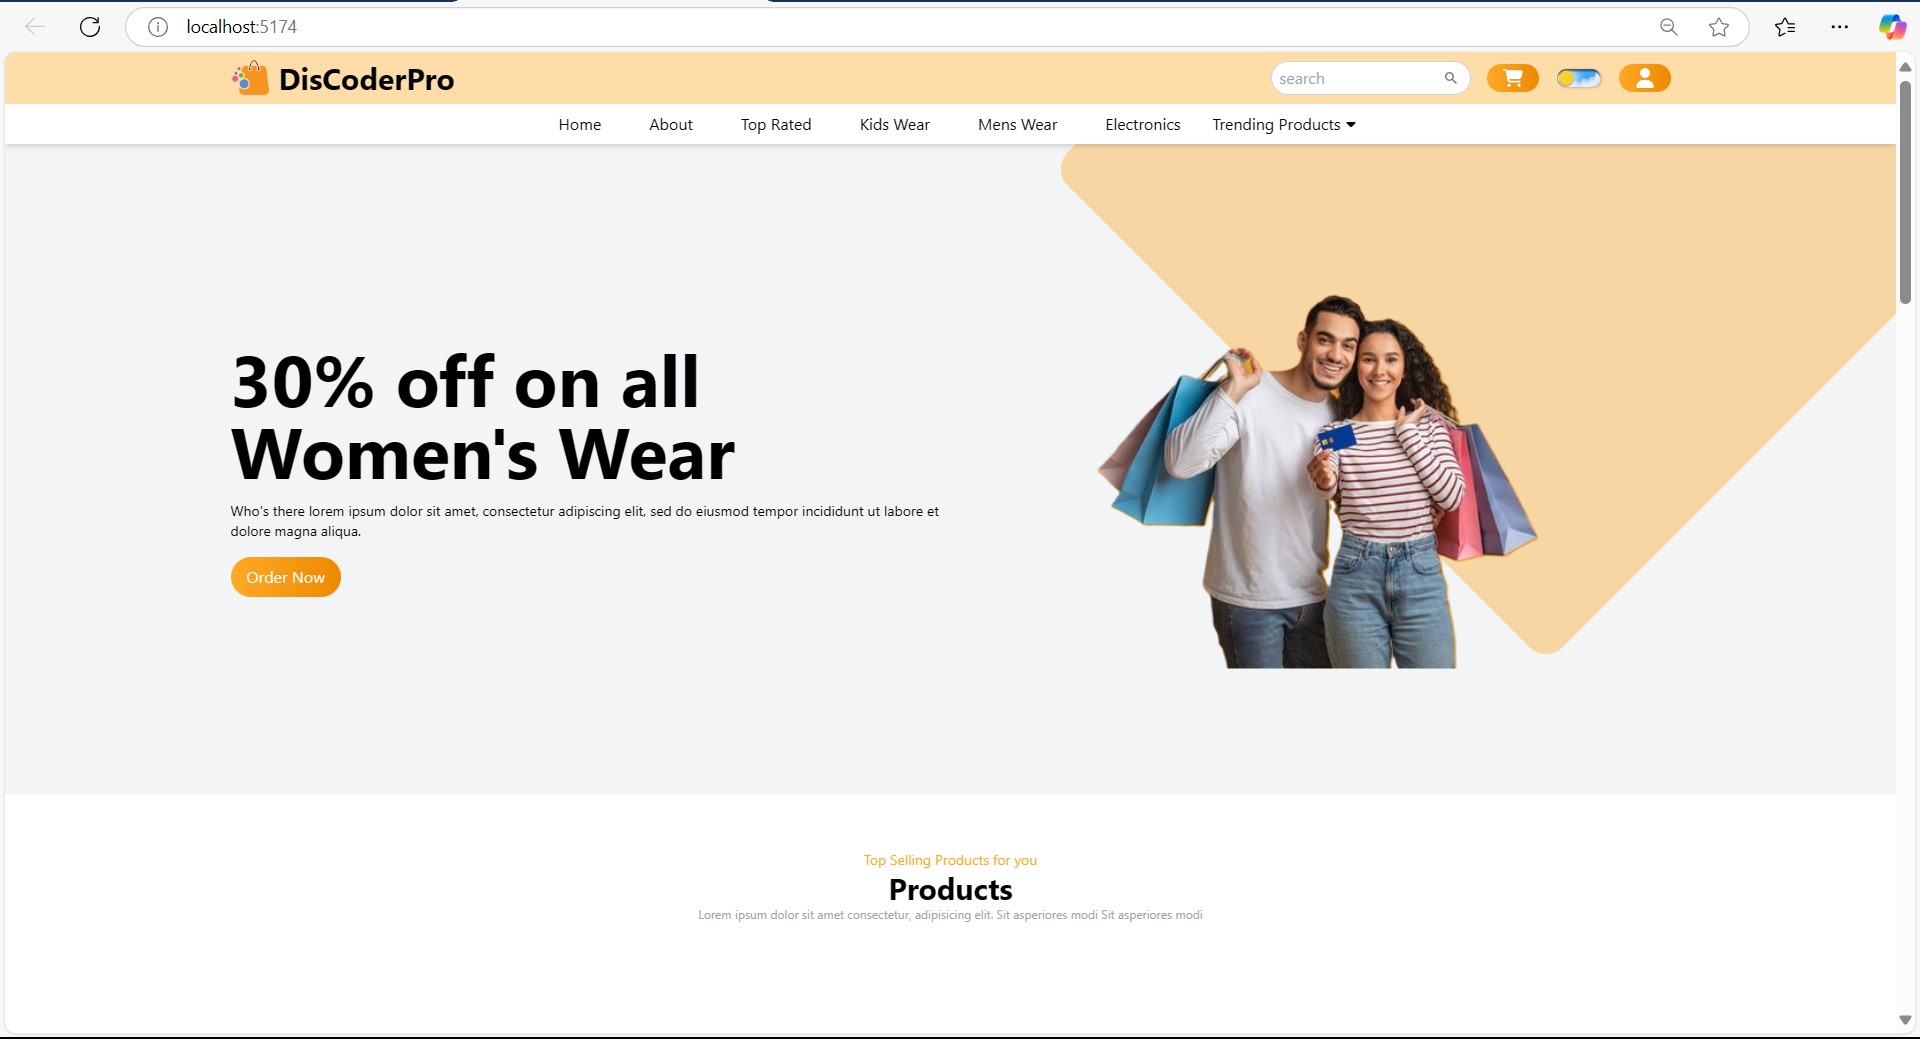 localhost:5174
DisCoderPro
search
Home About Top Rated Kids Wear Mens Wear Electronics Trending Products
30% off on all
Women's Wear
Who's there lorem ipsum dolor sit amet, consectetur adipiscing elit, sed do eiusmod tempor incididunt ut labore et
dolore magna aliqua.
Order Now
Top Selling Products for you
Products
Lorem ipsum dolor sit amet consectetur, adipisicing elit. Sit asperiores modi Sit asperiores modi